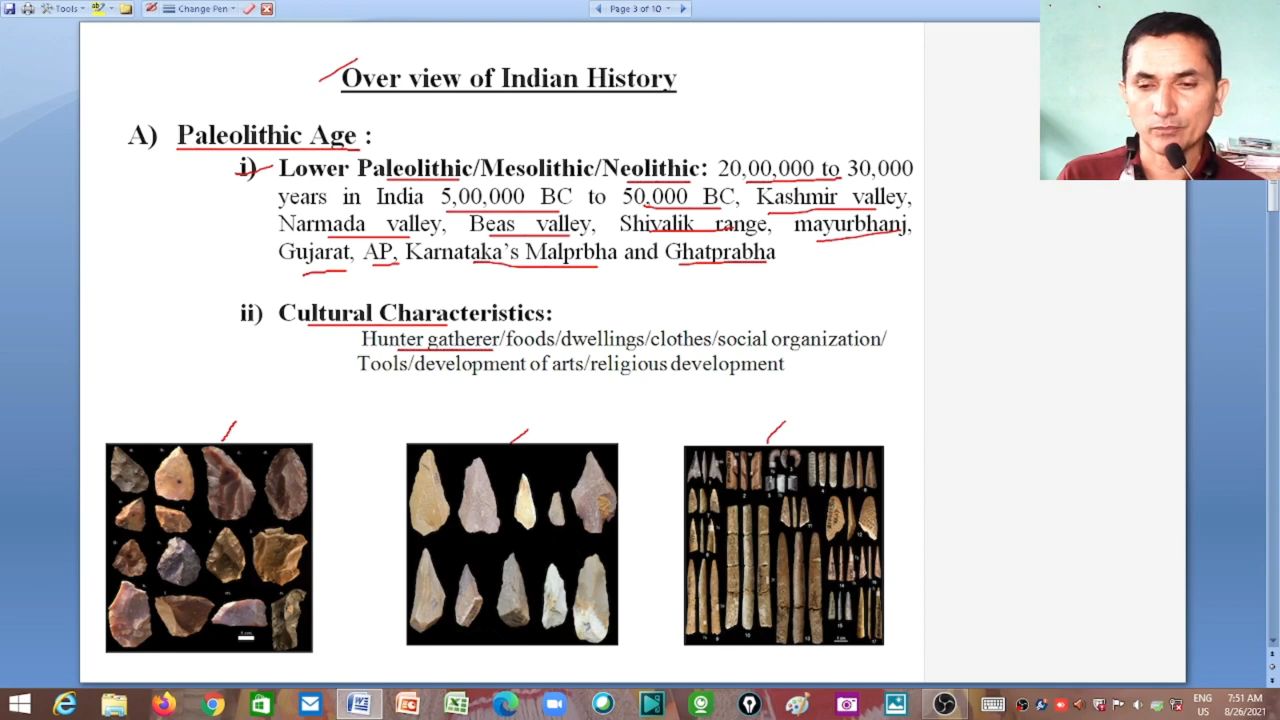 Tools
Change Pen
Page 3 of 10
Over view of Indian History
A) Paleolithic Age :
i) Lower Paleolithic/Mesolithic/Neolithic: 20,00,000 to 30,000
years in India 5,00,000 BC to 50,000 BC, Kashmir valley,
Narmada valley, Beas valley, Shivalik range, mayurbhanj,
Gujarat, AP, Karnataka's Malprbha and Ghatprabha
ii) Cultural Characteristics:
Hunter gatherer/foods/dwellings/clothes/social organization/
Tools/development of arts/religious development
ENG 7:51 AM
US 8/26/2021